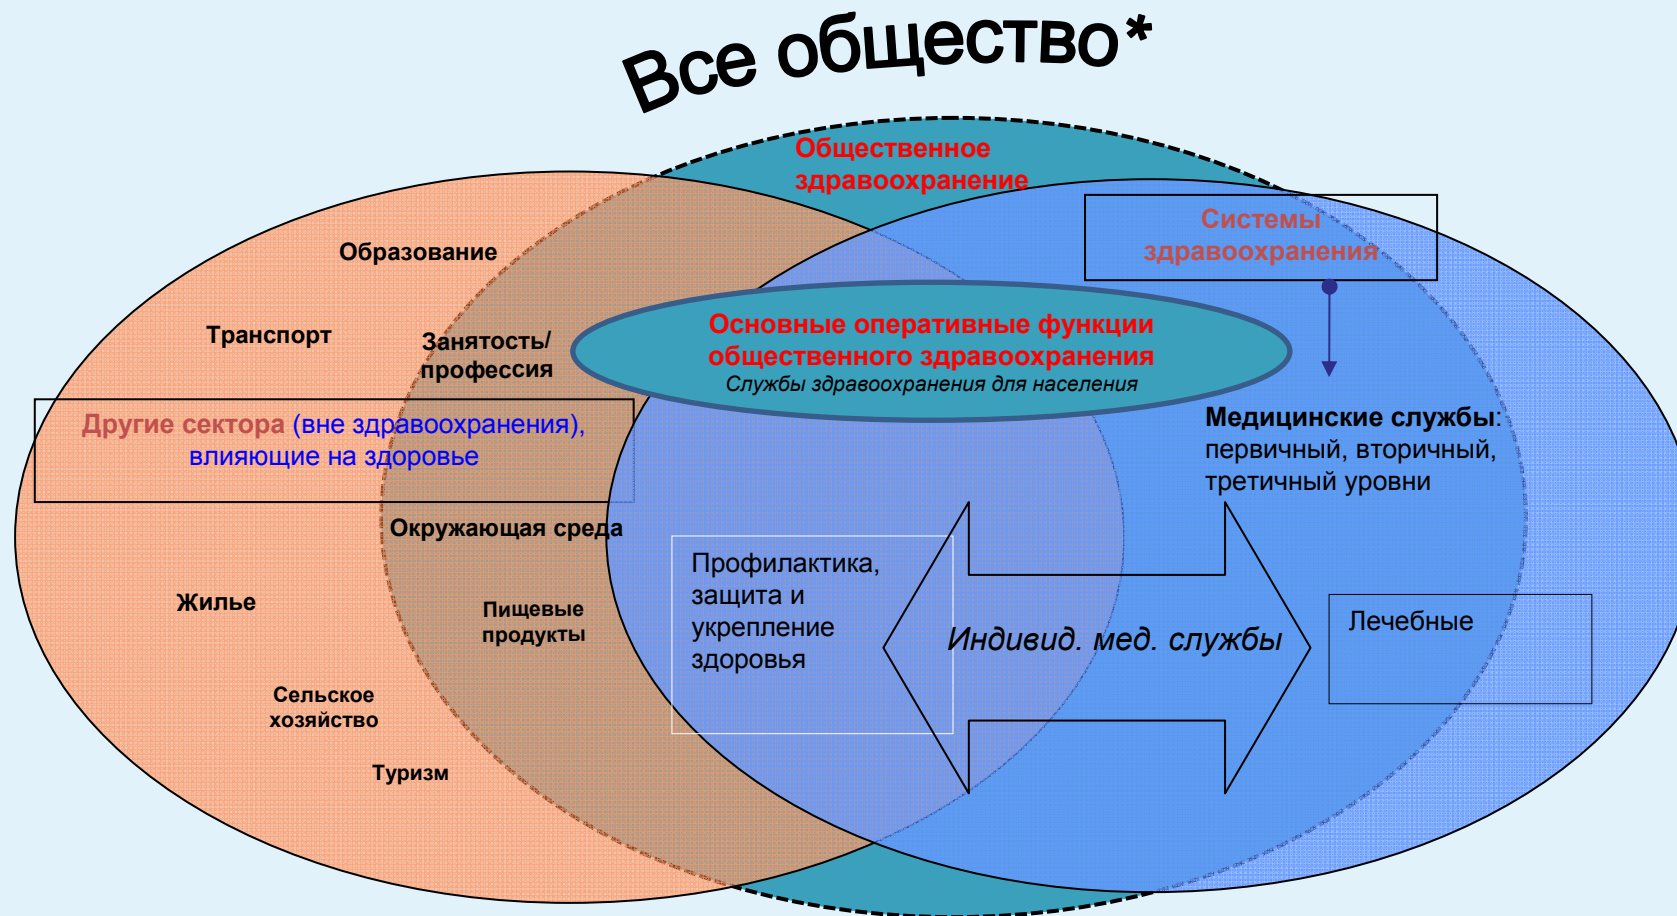 Все общество*
Общественное
здравоохранение
Системы
здравоохранения
Образование
Транспорт
Занятость/
профессия
Основные оперативные функции
общественного здравоохранения
Службы здравоохранения для населения
Другие сектора (вне здравоохранения),
влияющие на здоровье
Медицинские службы:
первичный, вторичный,
третичный уровни
Окружающая среда
Профилактика,
защита и
укрепление
здоровья
Индивид. мед. службы
Лечебные
Жилье
Пищевые
продукты
Сельское
хозяйство
Туризм